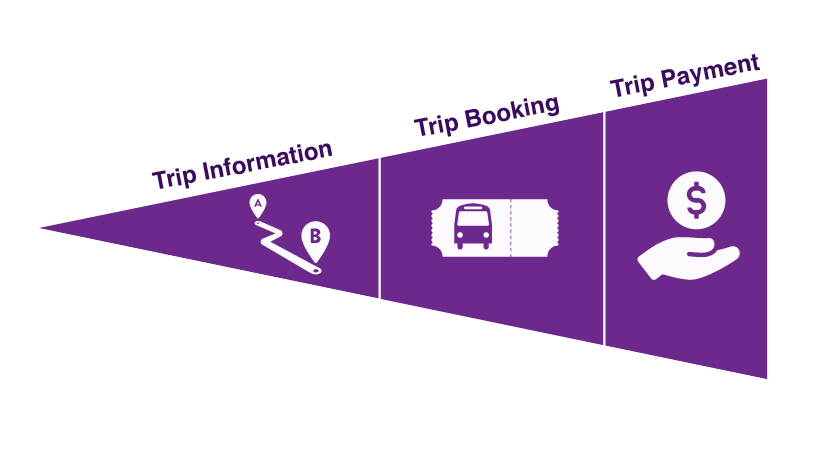 Trip Information
Trip Booking
Trip Payment
A
B
$